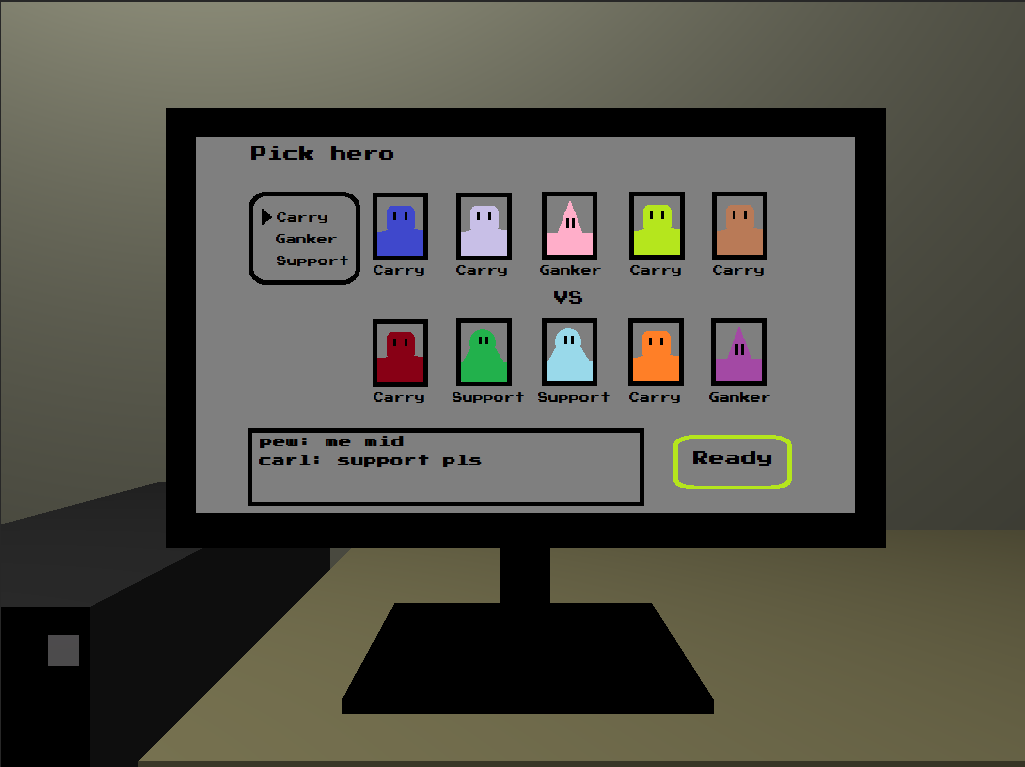 Pick hero
Carry
Ganker
Support
Carry Carry Ganker Carry Carry
VS
Carry Support Support Carry Ganker
pew: me mid
carl: support pls
Ready